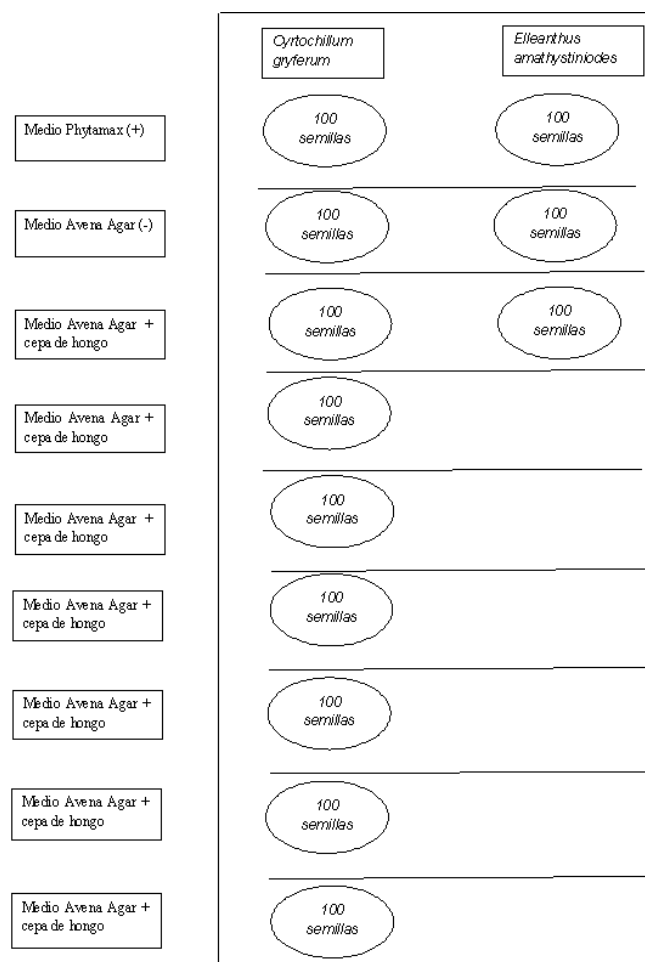 Cyrtochillum
gryferum
Elleanthus
amathystiniodes
Medio Phytamax (+)
100
semillas
100
semillas
Medio Avena Agar (-)
100
semillas
100
semillas
Medio Avena Agar +
cepa de hongo
100
semillas
100
semillas
Medio Avena Agar +
cepa de hongo
100
semillas
Medio Avena Agar +
cepa de hongo
100
semillas
Medio Avena Agar +
cepa de hongo
100
semillas
Medio Avena Agar +
cepa de hongo
100
semillas
Medio Avena Agar +
cepa de hongo
100
semillas
Medio Avena Agar +
cepa de hongo
100
semillas